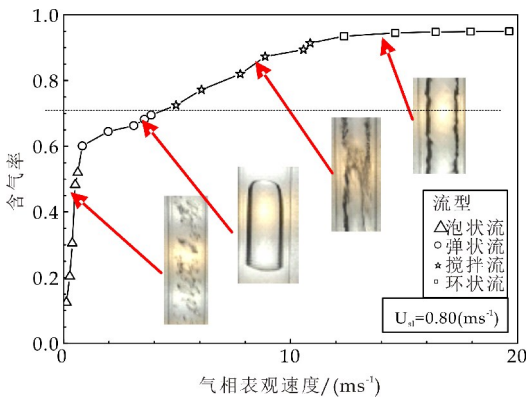 1.0
0.8
0.6
0.4
0.2
0.0
含气率
0
10
20
气相表观速度/(ms⁻¹)
流型
△泡状流
○弹状流
☆搅拌流
□环状流
Uₛₗ=0.80(ms⁻¹)